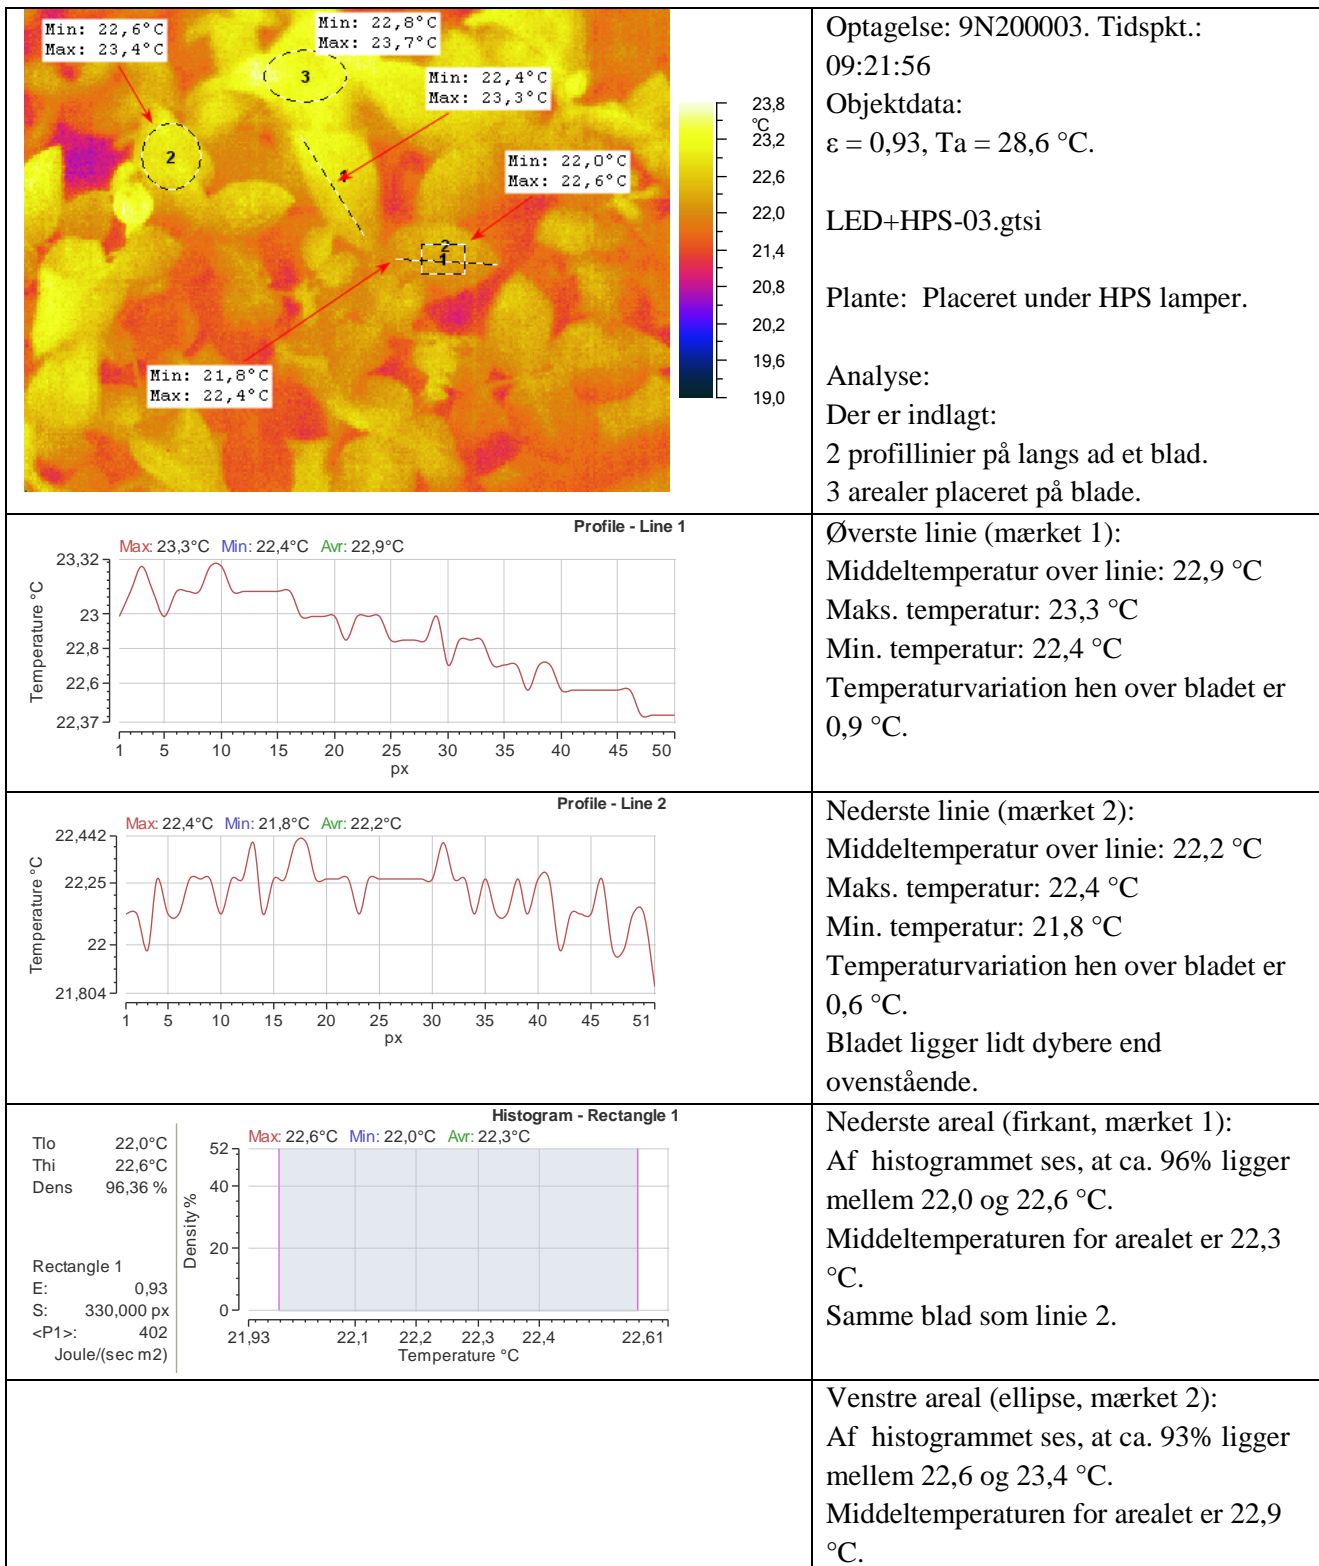 Min: 22,6°C
Max: 23,4°C
Min: 22,8°C
Max: 23,7°C
Min: 22,4°C
Max: 23,3°C
Min: 22,0°C
Max: 22,6°C
Min: 21,8°C
Max: 22,4°C
3
2
1
2
1
23,8
°C
23,2
22,6
22,0
21,4
20,8
20,2
19,6
19,0
Optagelse: 9N200003. Tidspkt.:
09:21:56
Objektdata:
ε = 0,93, Ta = 28,6 °C.
LED+HPS-03.gtsi
Plante:  Placeret under HPS lamper.
Analyse:
Der er indlagt:
2 profillinier på langs ad et blad.
3 arealer placeret på blade.
Profile - Line 1
Max: 23,3°C Min: 22,4°C Avr: 22,9°C
Temperature °C
23,32
23
22,8
22,6
22,37
1 5 10 15 20 25 30 35 40 45 50
px
Øverste linie (mærket 1):
Middeltemperatur over linie: 22,9 °C
Maks. temperatur: 23,3 °C
Min. temperatur: 22,4 °C
Temperaturvariation hen over bladet er
0,9 °C.
Profile - Line 2
Max: 22,4°C Min: 21,8°C Avr: 22,2°C
Temperature °C
22,442
22,25
22
21,804
1 5 10 15 20 25 30 35 40 45 51
px
Nederste linie (mærket 2):
Middeltemperatur over linie: 22,2 °C
Maks. temperatur: 22,4 °C
Min. temperatur: 21,8 °C
Temperaturvariation hen over bladet er
0,6 °C.
Bladet ligger lidt dybere end
ovenstående.
Histogram - Rectangle 1
Tlo 22,0°C
Thi 22,6°C
Dens 96,36 %
Rectangle 1
E: 0,93
S: 330,000 px
<P1>: 402
Joule/(sec m2)
Max: 22,6°C Min: 22,0°C Avr: 22,3°C
Density %
52
40
20
0
21,93 22,1 22,2 22,3 22,4 22,61
Temperature °C
Nederste areal (firkant, mærket 1):
Af  histogrammet ses, at ca. 96% ligger
mellem 22,0 og 22,6 °C.
Middeltemperaturen for arealet er 22,3
°C.
Samme blad som linie 2.
Venstre areal (ellipse, mærket 2):
Af  histogrammet ses, at ca. 93% ligger
mellem 22,6 og 23,4 °C.
Middeltemperaturen for arealet er 22,9
°C.